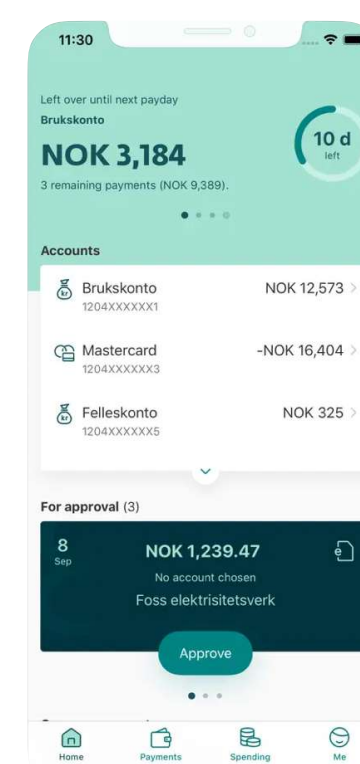 11:30
Left over until next payday
Brukskonto
NOK 3,184
10 d
left
3 remaining payments (NOK 9,389).
Accounts
kr
Brukskonto
NOK 12,573
1204XXXXXX1
Mastercard
-NOK 16,404
1204XXXXXX3
kr
Felleskonto
NOK 325
1204XXXXXX5
For approval (3)
8
Sep
NOK 1,239.47
e
No account chosen
Foss elektrisitetsverk
Approve
Home
Payments
Spending
Me